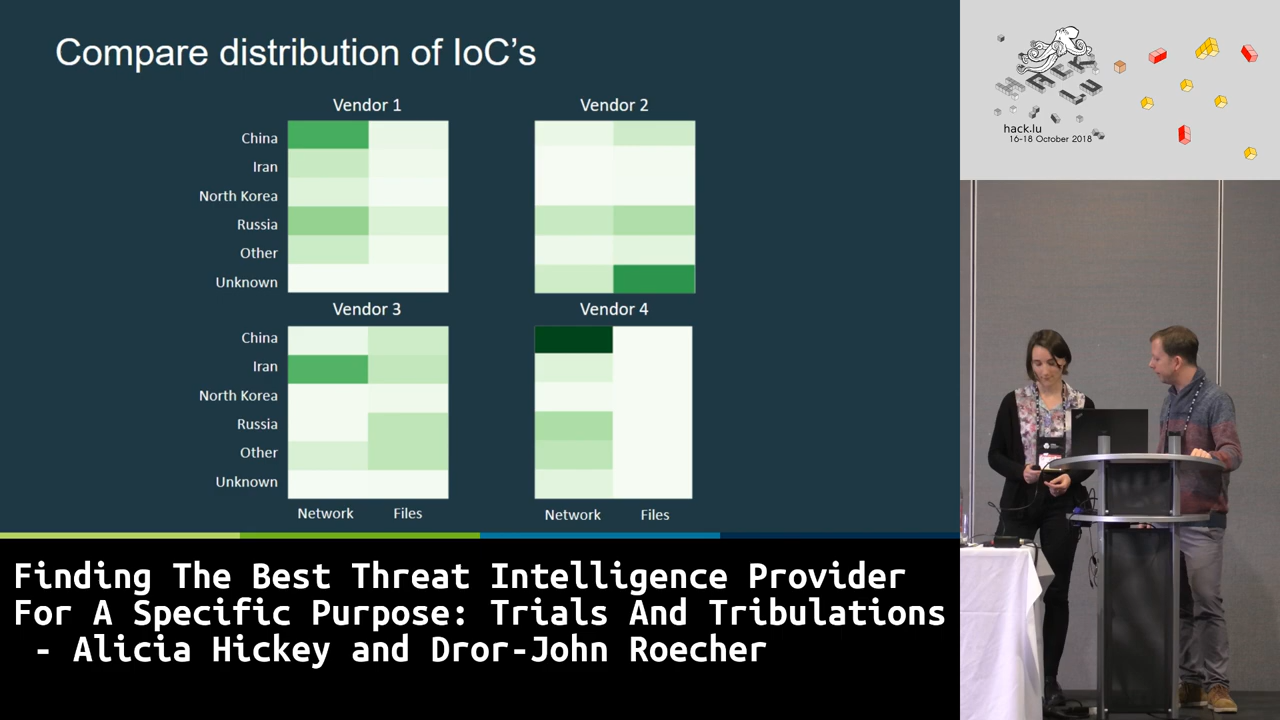 Compare distribution of IoC's
Vendor 1
Vendor 2
China
Iran
North Korea
Russia
Other
Unknown
Vendor 3
Vendor 4
China
Iran
North Korea
Russia
Other
Unknown
Network
Files
Network
Files
Finding The Best Threat Intelligence Provider
For A Specific Purpose: Trials And Tribulations
- Alicia Hickey and Dror-John Roecher
HACK
LU
hack.lu
16-18 October 2018